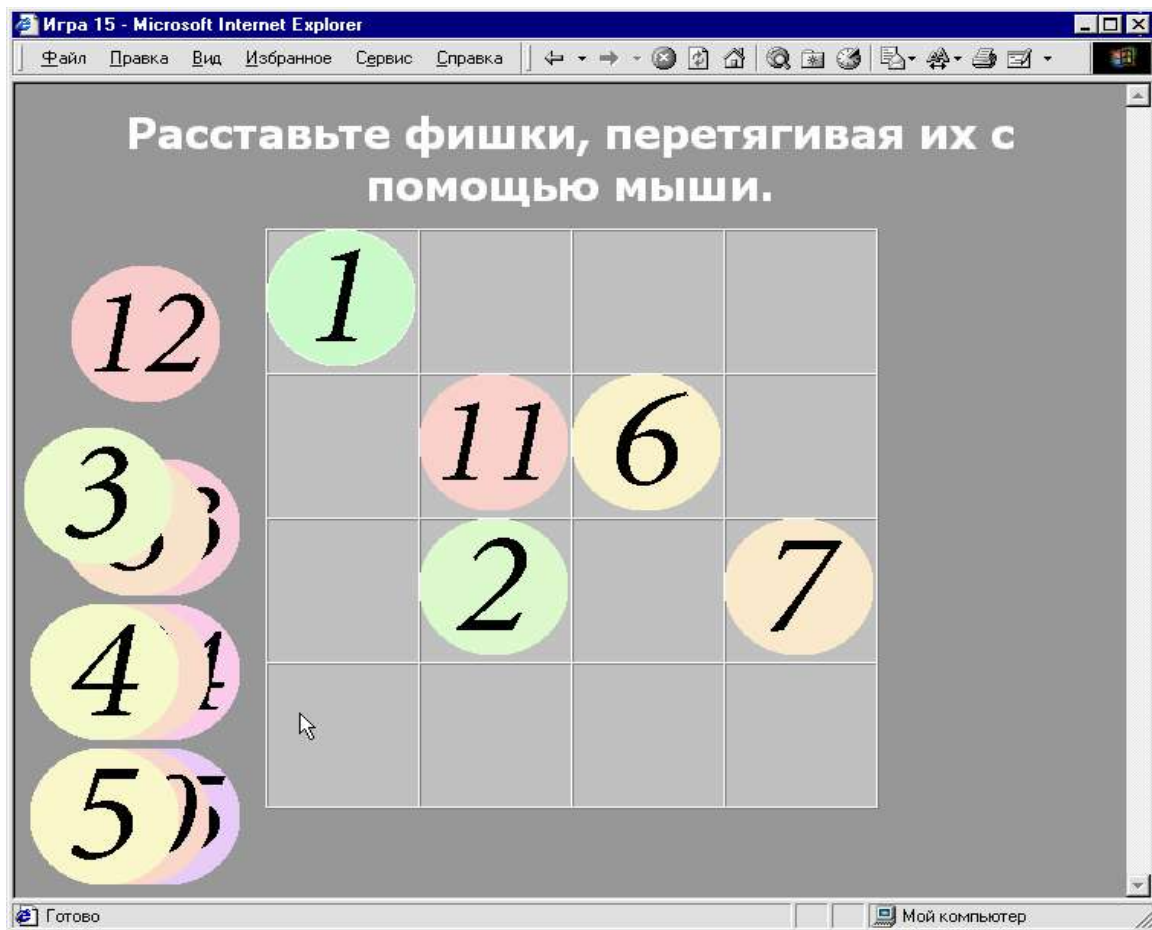 Игра 15 - Microsoft Internet Explorer
Файл Правка Вид Избранное Сервис Справка
Расставьте фишки, перетягивая их с
помощью мыши.
1
12
11 6
3
2 7
4
5
Готово Мой компьютер